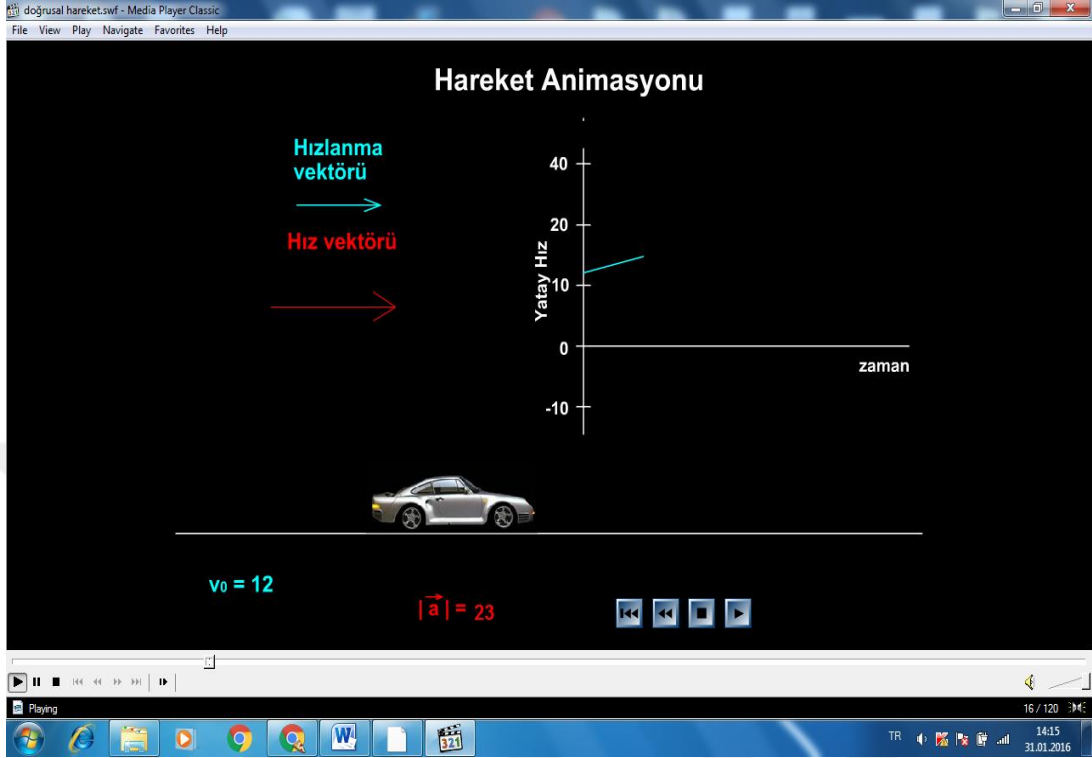 doğrusal hareket.swf - Media Player Classic
File View Play Navigate Favorites Help
Hareket Animasyonu
Hızlanma
vektörü
Hız vektörü
40
20
10
0
-10
Yatay Hız
zaman
v0 = 12
|a| = 23
Playing
16 / 120
321
W
TR
14:15
31.01.2016